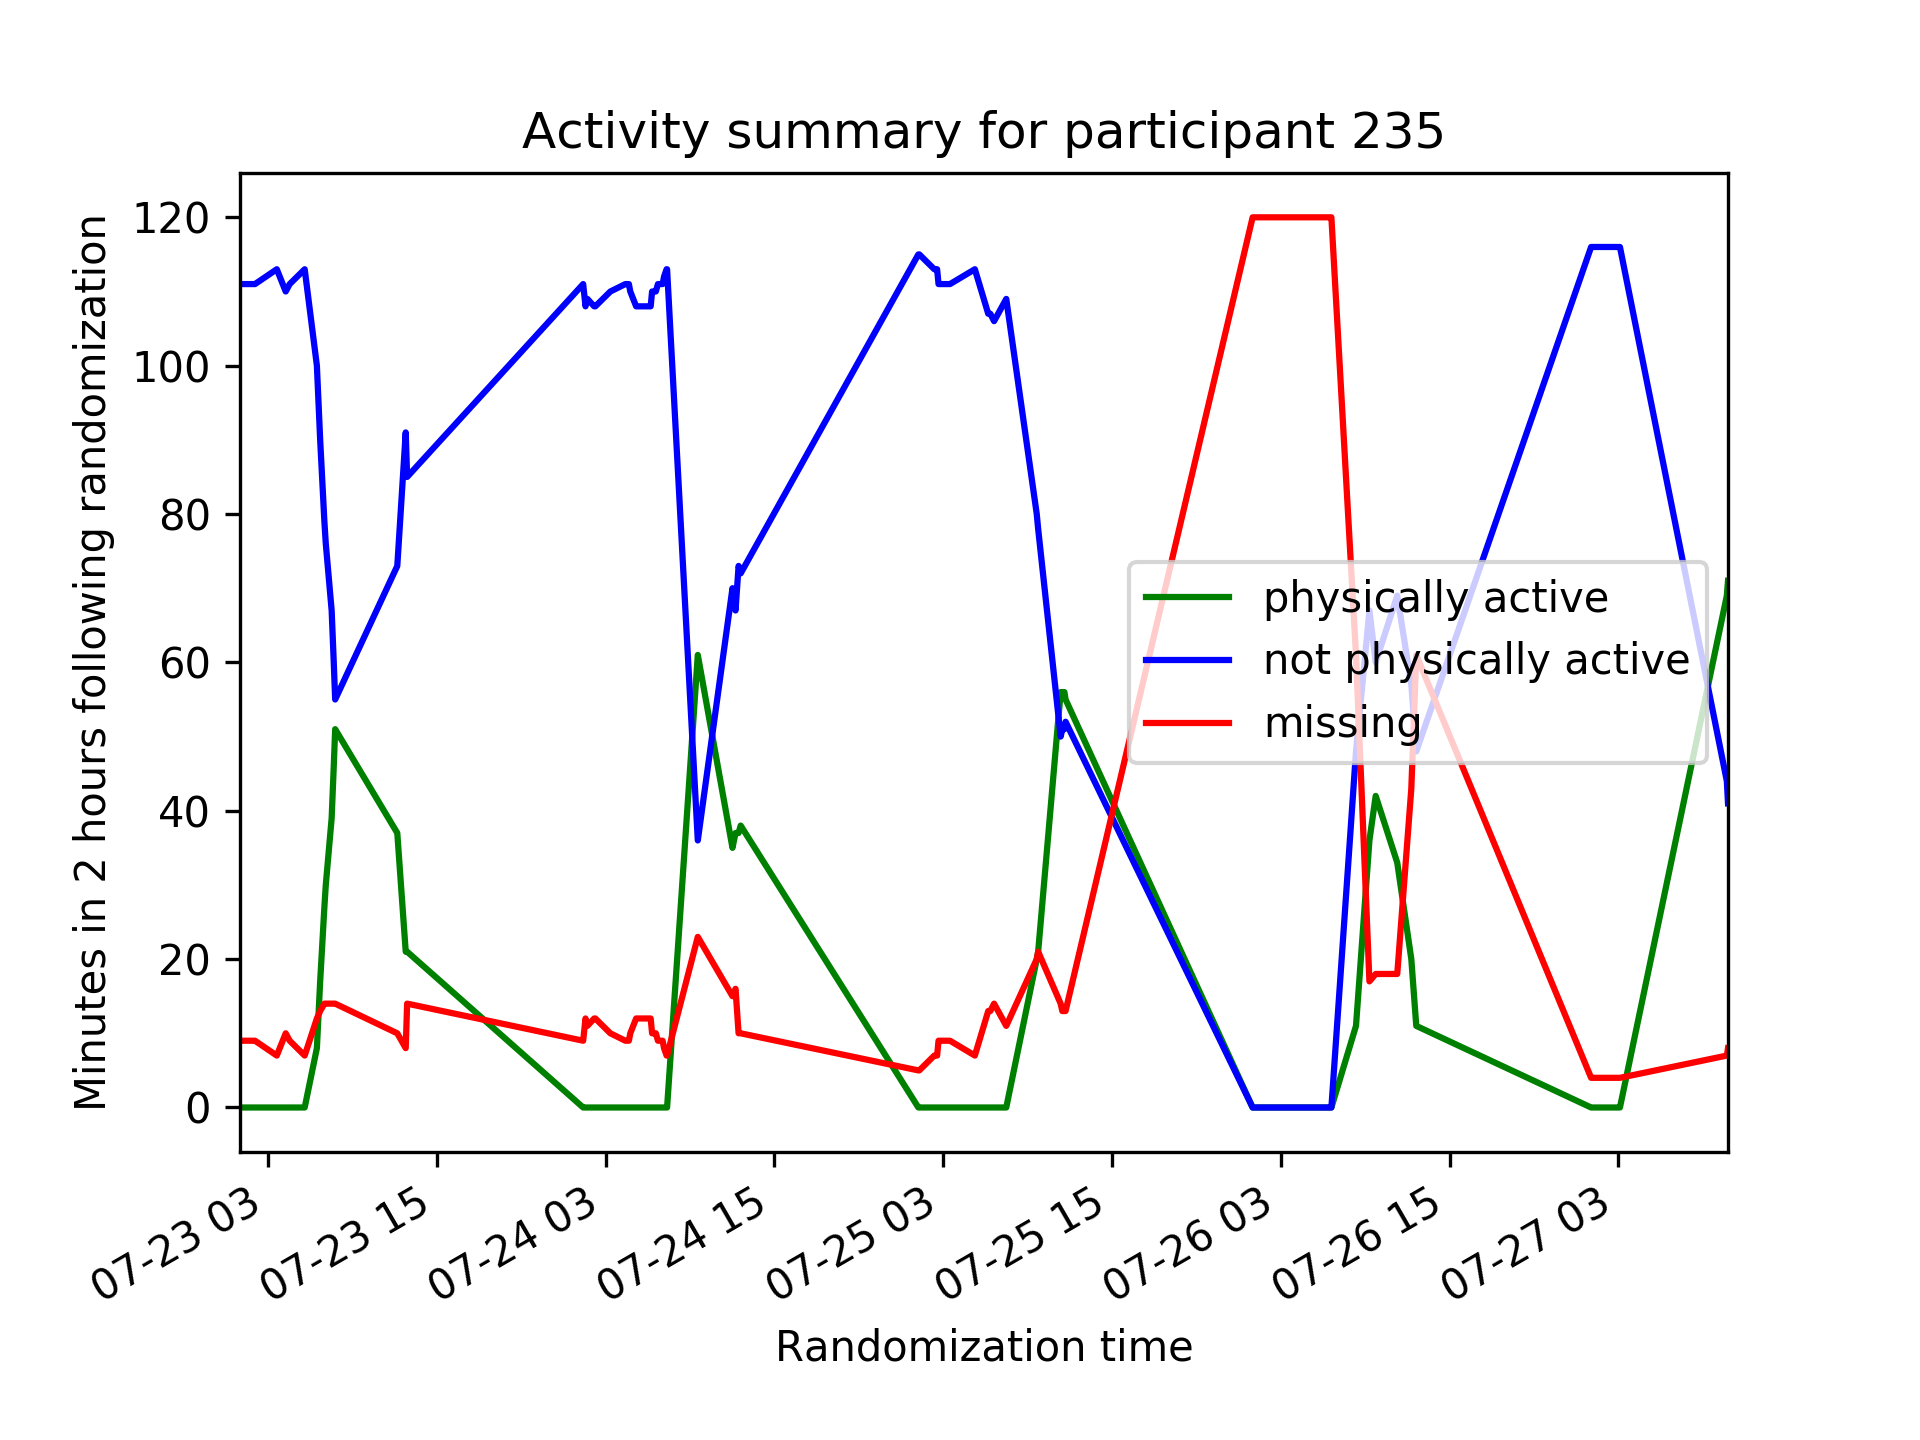 Activity summary for participant 235
Minutes in 2 hours following randomization
120
100
80
60
40
20
0
physically active
not physically active
missing
07-23 03
07-23 15
07-24 03
07-24 15
07-25 03
07-25 15
07-26 03
07-26 15
07-27 03
Randomization time